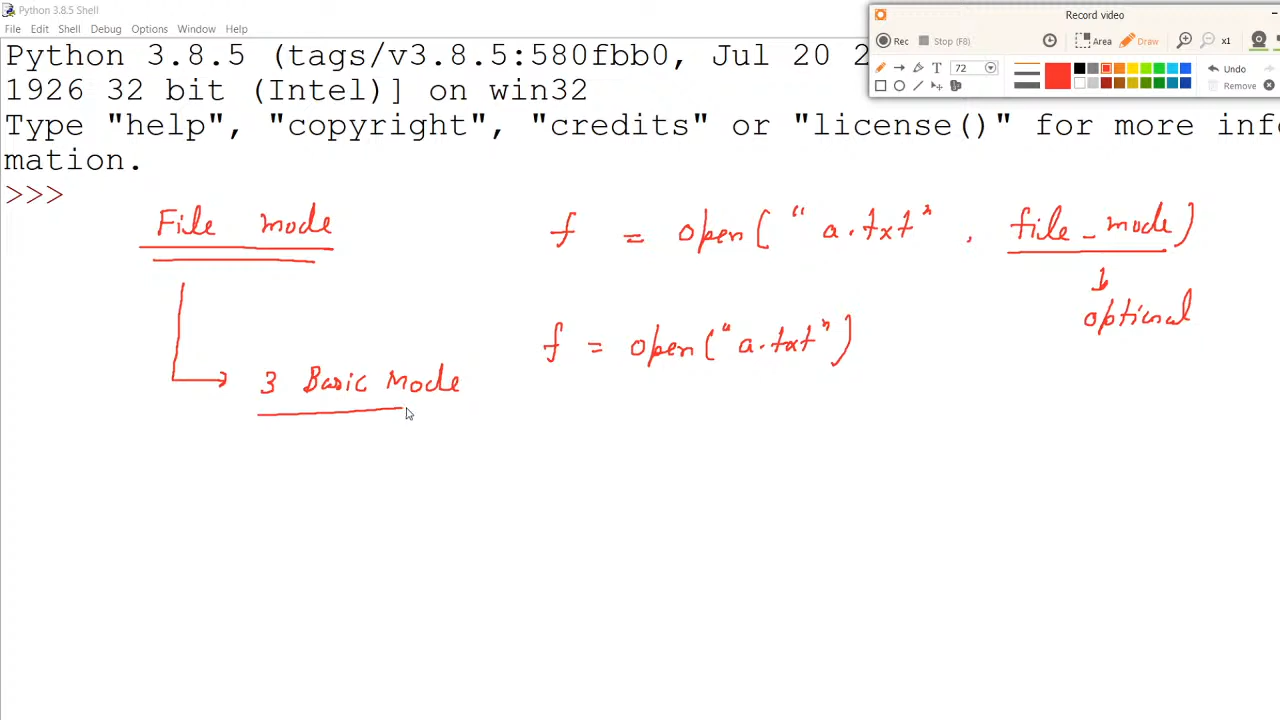 Python 3.8.5 Shell
File Edit Shell Debug Options Window Help
Record video
Rec Stop (F8) Area Draw x1
T 72 Undo
Remove
Python 3.8.5 (tags/v3.8.5:580fbb0, Jul 20 2
1926 32 bit (Intel)] on win32
Type "help", "copyright", "credits" or "license()" for more info
mation.
>>>
File mode
f = open("a.txt", file_mode)
optional
f = open("a.txt")
3 Basic Mode